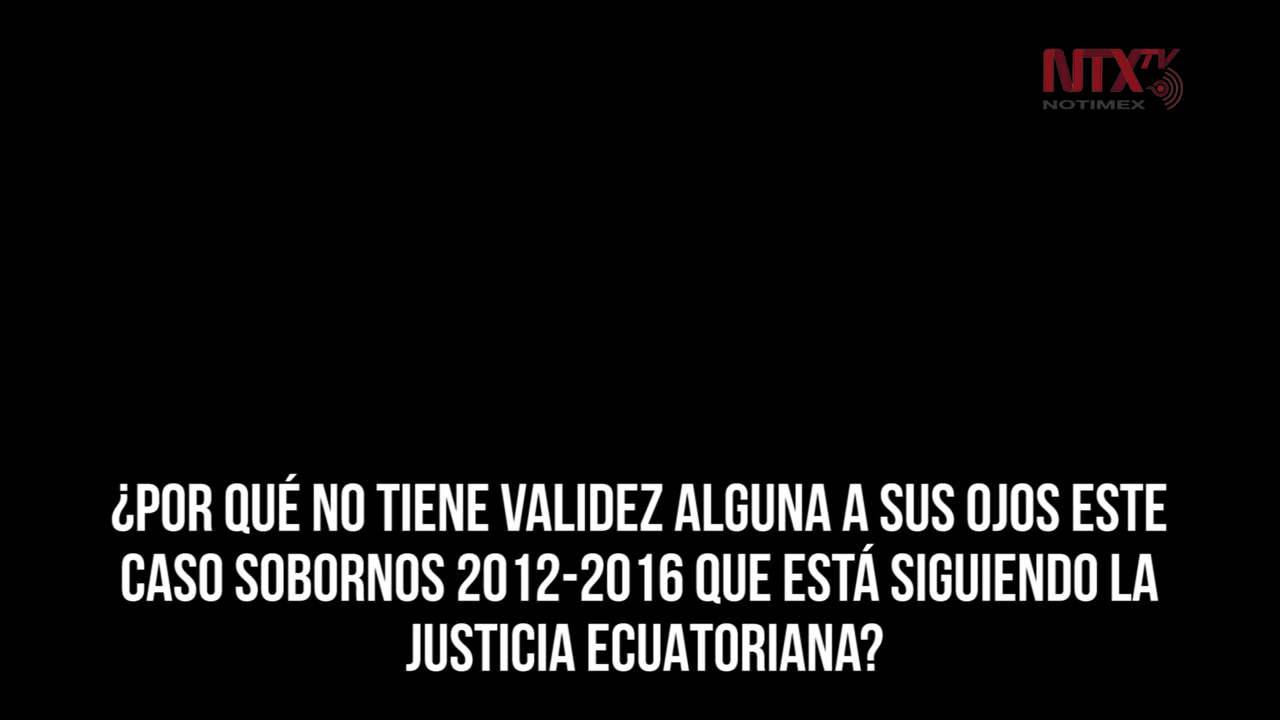 NTX TV
NOTIMEX
¿POR QUÉ NO TIENE VALIDEZ ALGUNA A SUS OJOS ESTE
CASO SOBORNOS 2012-2016 QUE ESTÁ SIGUIENDO LA
JUSTICIA ECUATORIANA?